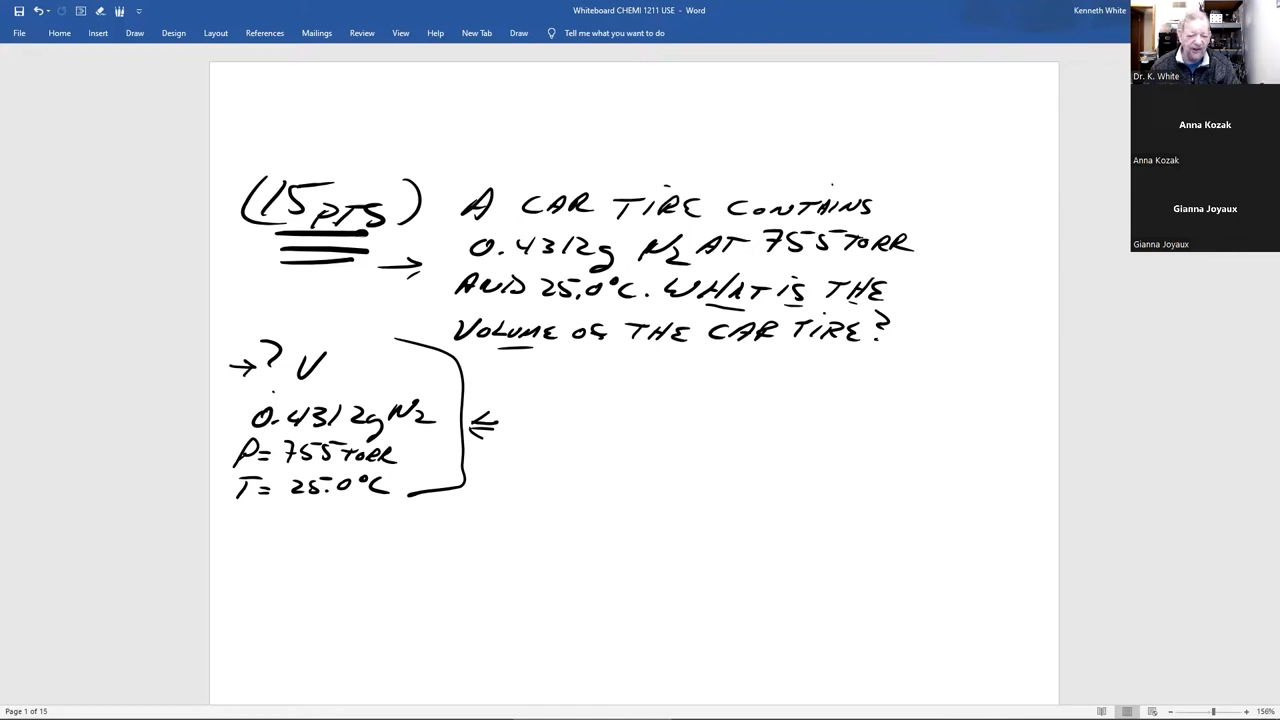 Whiteboard CHEMI 1211 USE - Word
Kenneth White
File Home Insert Draw Design Layout References Mailings Review View Help New Tab Draw Tell me what you want to do
Dr. K. White
Anna Kozak
Anna Kozak
Gianna Joyaux
Gianna Joyaux
(15 PTS) A CAR TIRE CONTAINS
→ 0.4312g N2 AT 755 TORR
AND 25.0°C. WHAT IS THE
VOLUME OF THE CAR TIRE?
→ ? V
0.4312g N2
P= 755 TORR
T= 25.0°C
Page 1 of 15
156%